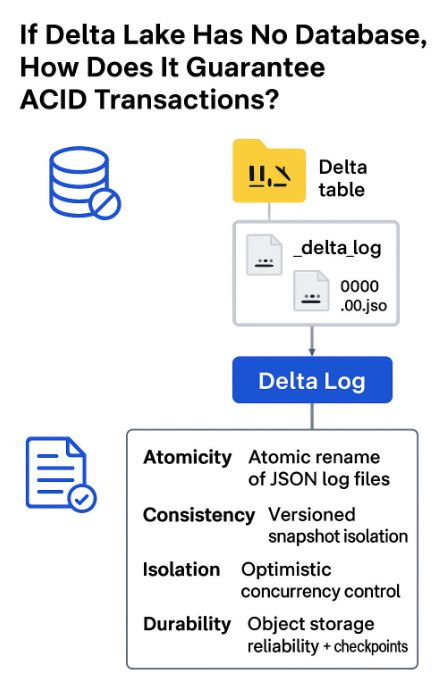 If Delta Lake Has No Database,
How Does It Guarantee
ACID Transactions?
Delta
table
_delta_log
0000
.00.jso
Delta Log
Atomicity Atomic rename
of JSON log files
Consistency Versioned
snapshot isolation
Isolation Optimistic
concurrency control
Durability Object storage
reliability + checkpoints